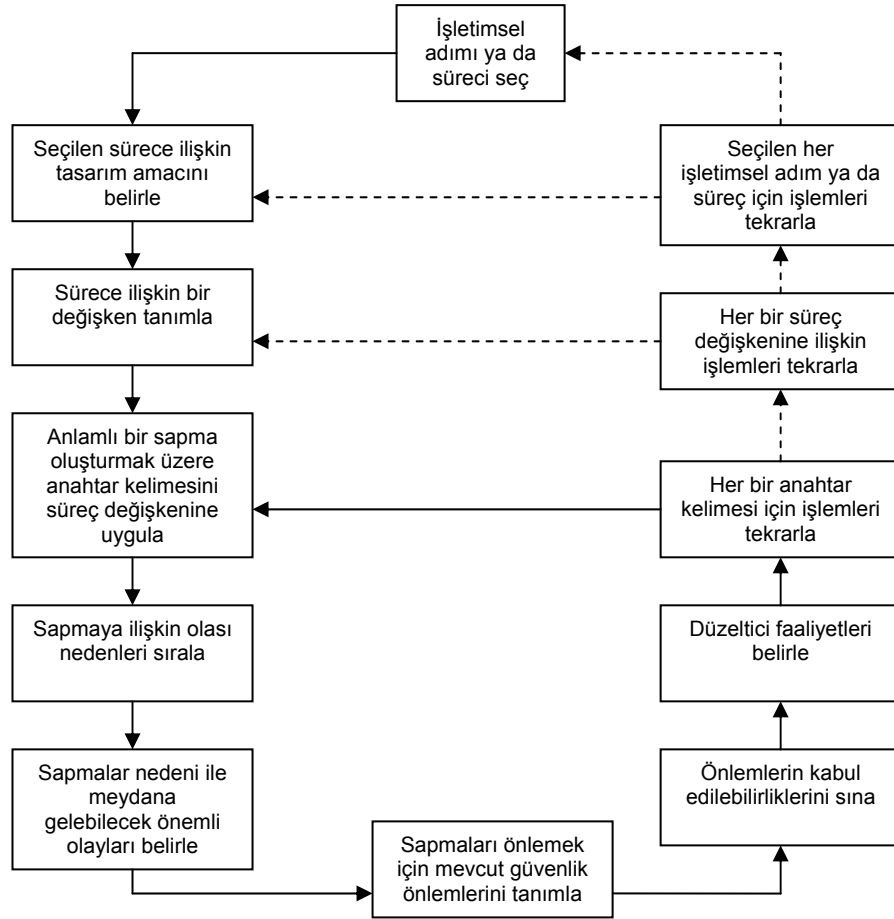 İşletimsel
adımı ya da
süreci seç
Seçilen sürece ilişkin
tasarım amacını
belirle
Seçilen her
işletimsel adım ya da
süreç için işlemleri
tekrarla
Sürece ilişkin bir
değişken tanımla
Her bir süreç
değişkenine ilişkin
işlemleri tekrarla
Anlamlı bir sapma
oluşturmak üzere
anahtar kelimesini
süreç değişkenine
uygula
Her bir anahtar
kelimesi için işlemleri
tekrarla
Sapmaya ilişkin olası
nedenleri sırala
Düzeltici faaliyetleri
belirle
Sapmalar nedeni ile
meydana
gelebilecek önemli
olayları belirle
Önlemlerin kabul
edilebilirliklerini sına
Sapmaları önlemek
için mevcut güvenlik
önlemlerini tanımla